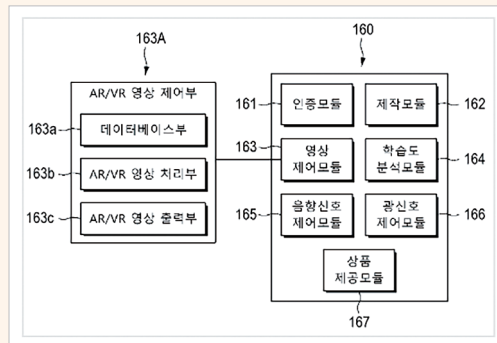 163A
160
AR/VR 영상 제어부
163a
데이터베이스부
163b
AR/VR 영상 처리부
163c
AR/VR 영상 출력부
161
인증모듈
제작모듈
162
163
영상
제어모듈
학습도
분석모듈
164
165
음향신호
제어모듈
광신호
제어모듈
166
상품
제공모듈
167